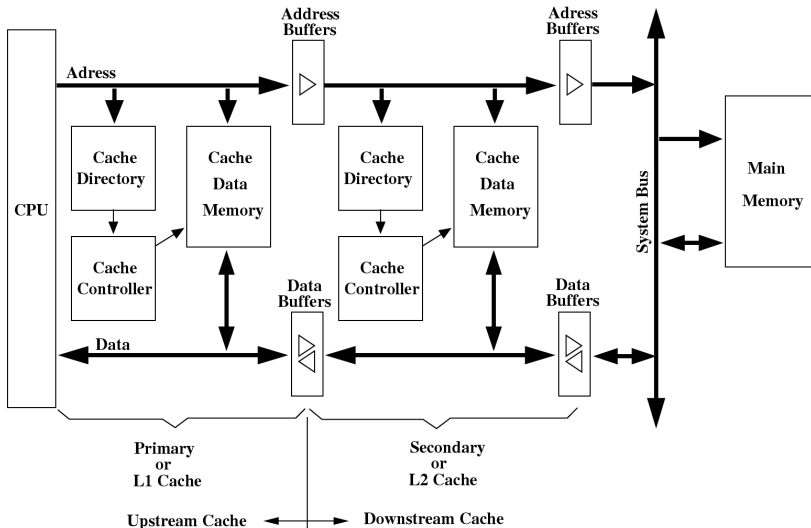 Address
Buffers
Adress
Buffers
Adress
Cache
Directory
Cache
Data
Memory
Cache
Directory
Cache
Data
Memory
Main
Memory
CPU
System Bus
Cache
Controller
Cache
Controller
Data
Buffers
Data
Buffers
Data
Primary
or
L1 Cache
Secondary
or
L2 Cache
Upstream Cache
Downstream Cache